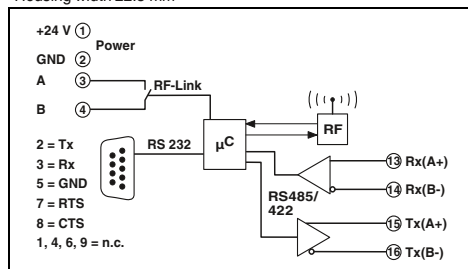 Housing width 22.5 mm
+24 V 1
Power
GND 2
A 3
RF-Link
B 4
2 = Tx
3 = Rx
5 = GND
7 = RTS
8 = CTS
1, 4, 6, 9 = n.c.
RS 232
µC
RF
RS485/
422
13 Rx(A+)
14 Rx(B-)
15 Tx(A+)
16 Tx(B-)